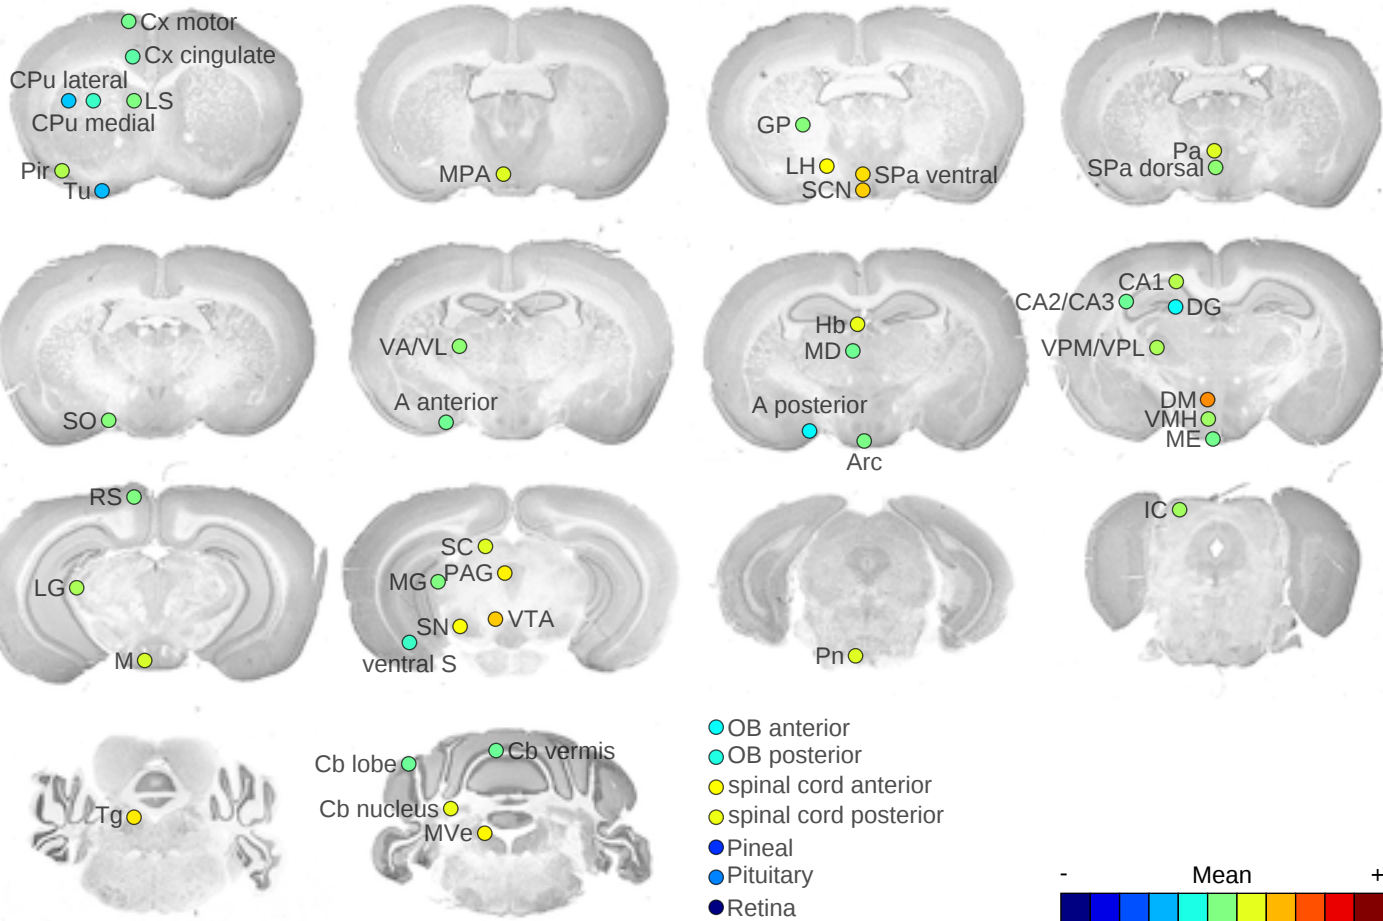 Cx motor
Cx cingulate
CPu lateral
LS
CPu medial
Pir
Tu
MPA
GP
LH
SPa ventral
SCN
Pa
SPa dorsal
SO
VA/VL
A anterior
Hb
MD
A posterior
Arc
CA1
CA2/CA3
DG
VPM/VPL
DM
VMH
ME
RS
LG
M
SC
PAG
MG
VTA
SN
ventral S
Pn
IC
Tg
Cb vermis
Cb lobe
Cb nucleus
MVe
OB anterior
OB posterior
spinal cord anterior
spinal cord posterior
Pineal
Pituitary
Retina
- Mean +